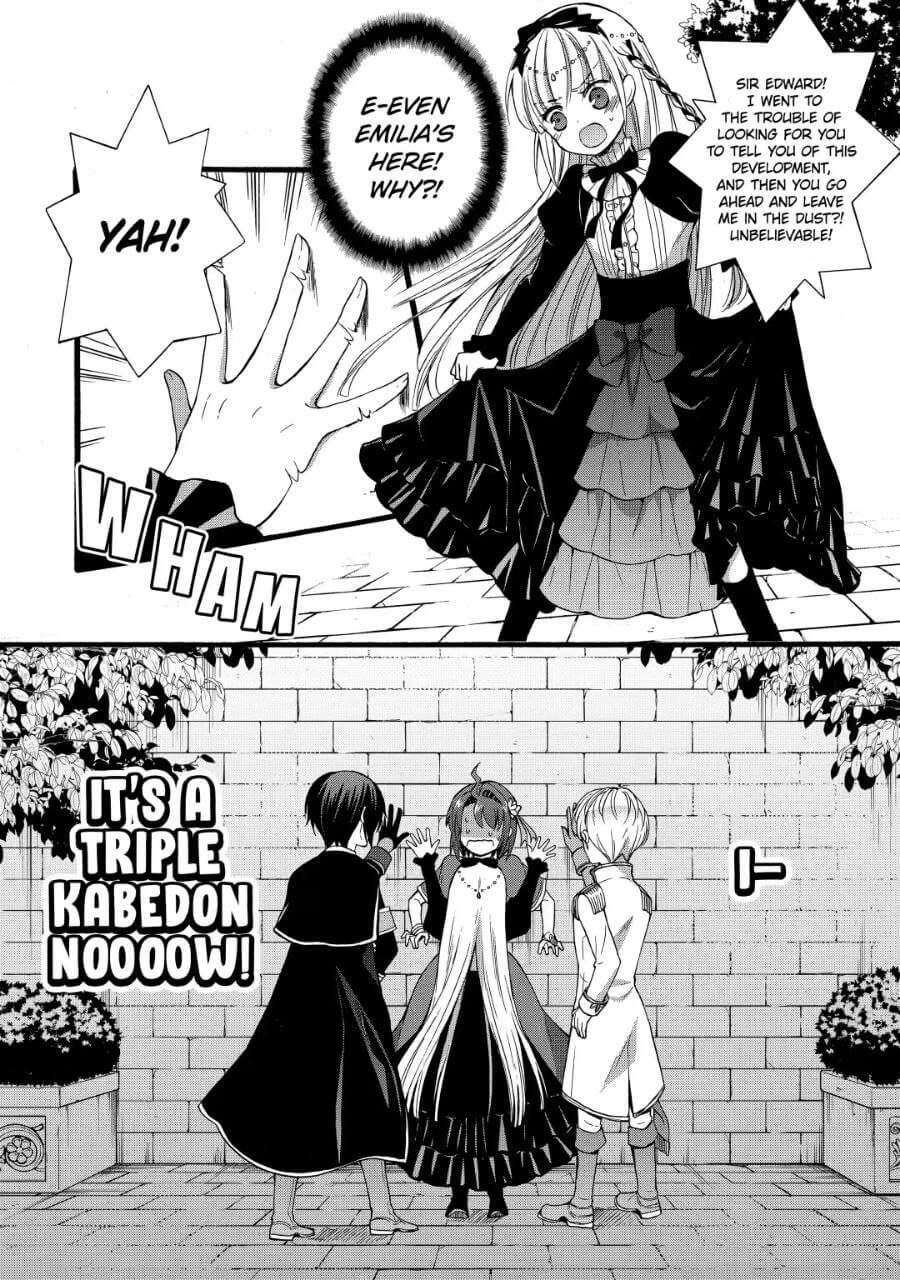 SIR EDWARD!
I WENT TO
THE TROUBLE OF
LOOKING FOR YOU
TO TELL YOU OF THIS
DEVELOPMENT,
AND THEN YOU GO
AHEAD AND LEAVE
ME IN THE DUST?!
UNBELIEVABLE!
E-EVEN
EMILIA'S
HERE!
WHY?!
YAH!
WHAM
I-
IT'S A
TRIPLE
KABEDON
NOOOOW!